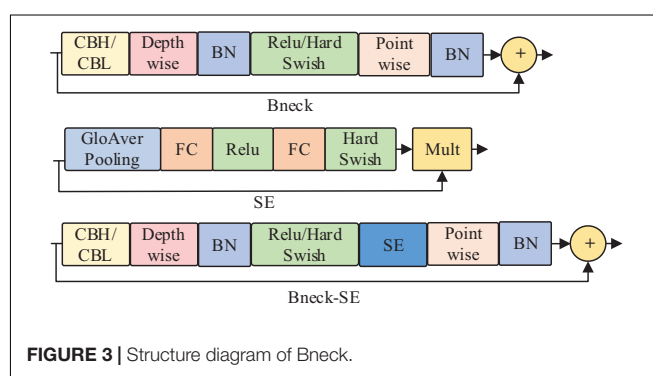 CBH/ Depth BN Relu/Hard Point BN +
CBL wise Swish wise
Bneck
GloAver FC Relu FC Hard Mult
Pooling Swish
SE
CBH/ Depth BN Relu/Hard SE Point BN +
CBL wise Swish wise
Bneck-SE
FIGURE 3 | Structure diagram of Bneck.